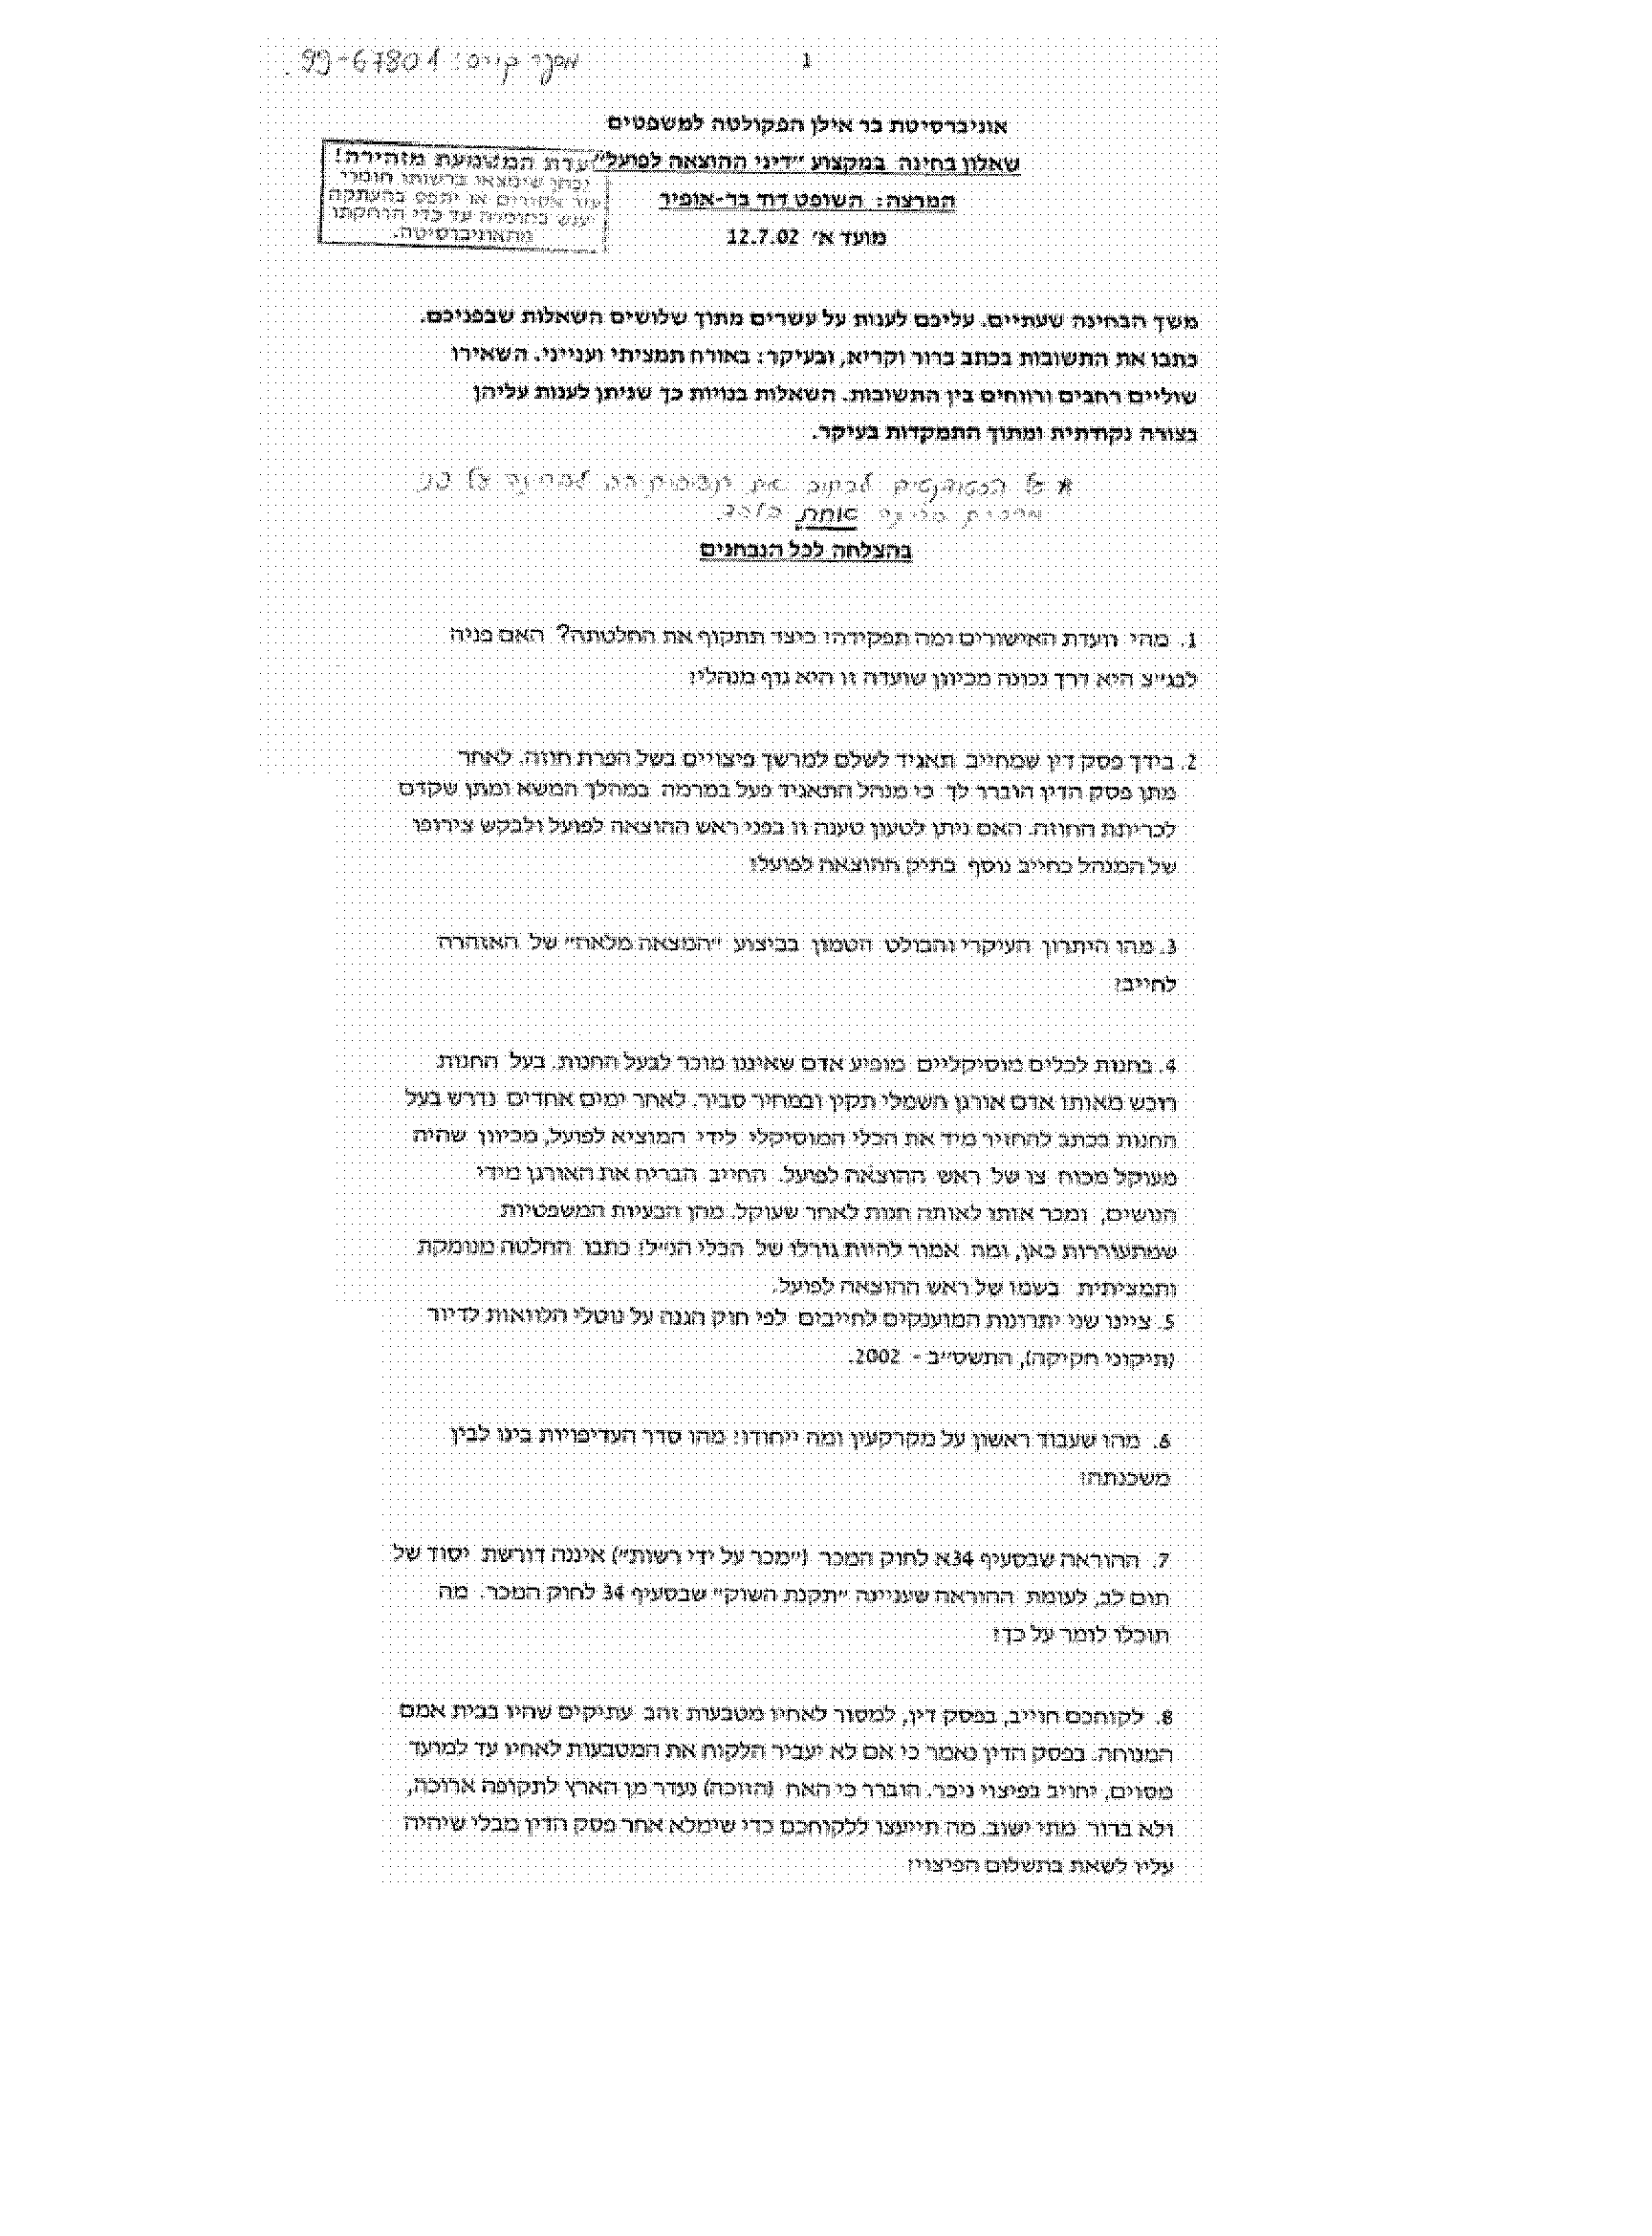 מספר קורס: 99-67801.
1
אוניברסיטת בר אילן הפקולטה למשפטים
שאלון בחינה במקצוע "דיני ההוצאה לפועל"
המרצה: השופט דוד בר-אופיר
מועד א' 12.7.02
ועדת המשמעת מזהירה!
נבחן שימצאו ברשותו חומרי
עזר אסורים או יתפס בהעתקה
יענש בחומרה עד כדי הרחקתו
מהאוניברסיטה.
משך הבחינה שעתיים. עליכם לענות על עשרים מתוך שלושים השאלות שבפניכם.
כתבו את התשובות בכתב ברור וקריא, ובעיקר: באורח תמציתי וענייני. השאירו
שוליים רחבים ורווחים בין התשובות. השאלות בנויות כך שניתן לענות עליהן
בצורה נקודתית ומתוך התמקדות בעיקר.
* על הסטודנטים לכתוב את
אחת בלבד.
בהצלחה לכל הנבחנים
1. מהי וועדת האישורים ומה תפקידה? כיצד תתקוף את החלטתה? האם פניה
לבג"צ היא דרך נכונה מכיוון שועדה זו היא גוף מנהלי?
2. בידך פסק דין שמחייב תאגיד לשלם למרשך פיצויים בשל הפרת חוזה. לאחר
מתן פסק הדין הוברר לך כי מנהל התאגיד פעל במרמה במהלך המשא ומתן שקדם
לכריתת החוזה. האם ניתן לטעון טענה זו בפני ראש ההוצאה לפועל ולבקש צירופו
של המנהל כחייב נוסף בתיק ההוצאה לפועל?
3. מהו היתרון העיקרי והבולט הטמון בביצוע "המצאה מלאה" של האזהרה
לחייב?
4. בחנות לכלים מוסיקליים מופיע אדם שאיננו מוכר לבעל החנות. בעל החנות
רוכש מאותו אדם אורגן חשמלי תקין ובמחיר סביר. לאחר ימים אחדים נדרש בעל
החנות בכתב להחזיר מיד את הכלי המוסיקלי לידי המוציא לפועל, מכיוון שהיה
מעוקל מכוח צו של ראש ההוצאה לפועל. החייב הבריח את האורגן מידי
הנושים, ומכר אותו לאותה חנות לאחר שעוקל. מהן הבעיות המשפטיות
שמתעוררות כאן, ומה אמור להיות גורלו של הכלי הנ"ל? כתבו החלטה מנומקת
ותמציתית בשמו של ראש ההוצאה לפועל.
5. ציינו שני יתרונות המוענקים לחייבים לפי חוק הגנה על נוטלי הלוואות לדיור
(תיקוני חקיקה), התשס"ב - 2002.
6. מהו שעבוד ראשון על מקרקעין ומה ייחודו? מהו סדר העדיפויות בינו לבין
משכנתה?
7. ההוראה שבסעיף 34א לחוק המכר ("מכר על ידי רשות") איננה דורשת יסוד של
תום לב, לעומת ההוראה שעניינה "תקנת השוק" שבסעיף 34 לחוק המכר. מה
תוכלו לומר על כך?
8. לקוחכם חוייב, בפסק דין, למסור לאחיו מטבעות זהב עתיקים שהיו בבית אמם
המנוחה. בפסק הדין נאמר כי אם לא יעביר הלקוח את המטבעות לאחיו עד למועד
מסוים, יחויב בפיצוי ניכר. הוברר כי האח (הזוכה) נעדר מן הארץ לתקופה ארוכה,
ולא ברור מתי ישוב. מה תייעצו ללקוחכם כדי שימלא אחר פסק הדין מבלי שיהיה
עליו לשאת בתשלום הפיצוי?